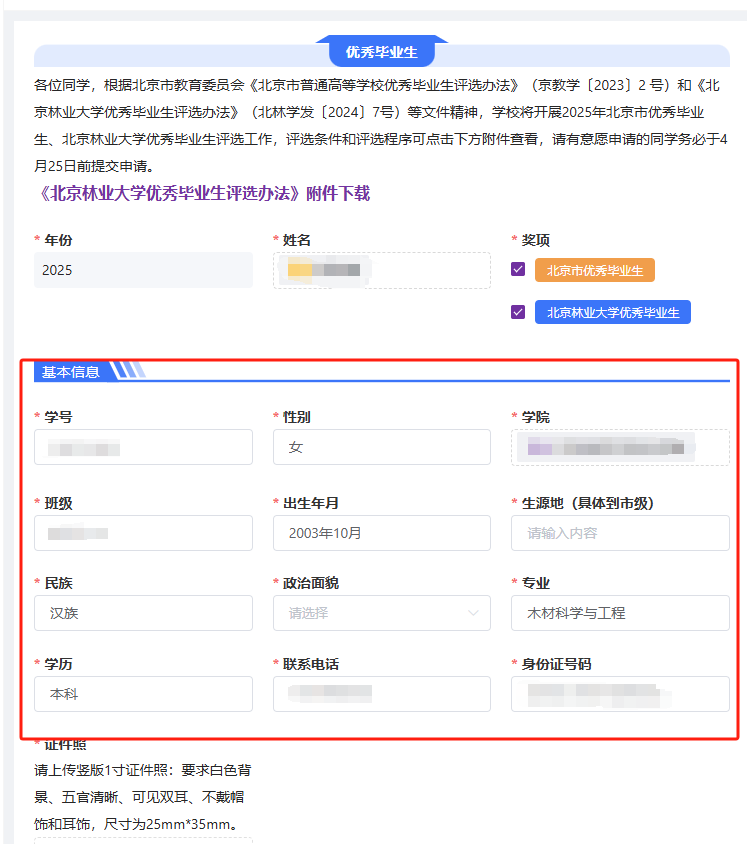 优秀毕业生
各位同学，根据北京市教育委员会《北京市普通高等学校优秀毕业生评选办法》（京教学〔2023〕2 号）和《北
京林业大学优秀毕业生评选办法》（北林学发〔2024〕7号）等文件精神，学校将开展2025年北京市优秀毕业
生、北京林业大学优秀毕业生评选工作，评选条件和评选程序可点击下方附件查看，请有意愿申请的同学务必于4
月25日前提交申请。
《北京林业大学优秀毕业生评选办法》附件下载
* 年份 * 姓名 * 奖项
2025 北京市优秀毕业生
北京林业大学优秀毕业生
基本信息
* 学号 * 性别 * 学院
女
* 班级 * 出生年月 * 生源地（具体到市级）
2003年10月 请输入内容
* 民族 * 政治面貌 * 专业
汉族 请选择 木材科学与工程
* 学历 * 联系电话 * 身份证号码
本科
* 证件照
请上传竖版1寸证件照：要求白色背
景、五官清晰、可见双耳、不戴帽
饰和耳饰，尺寸为25mm*35mm。